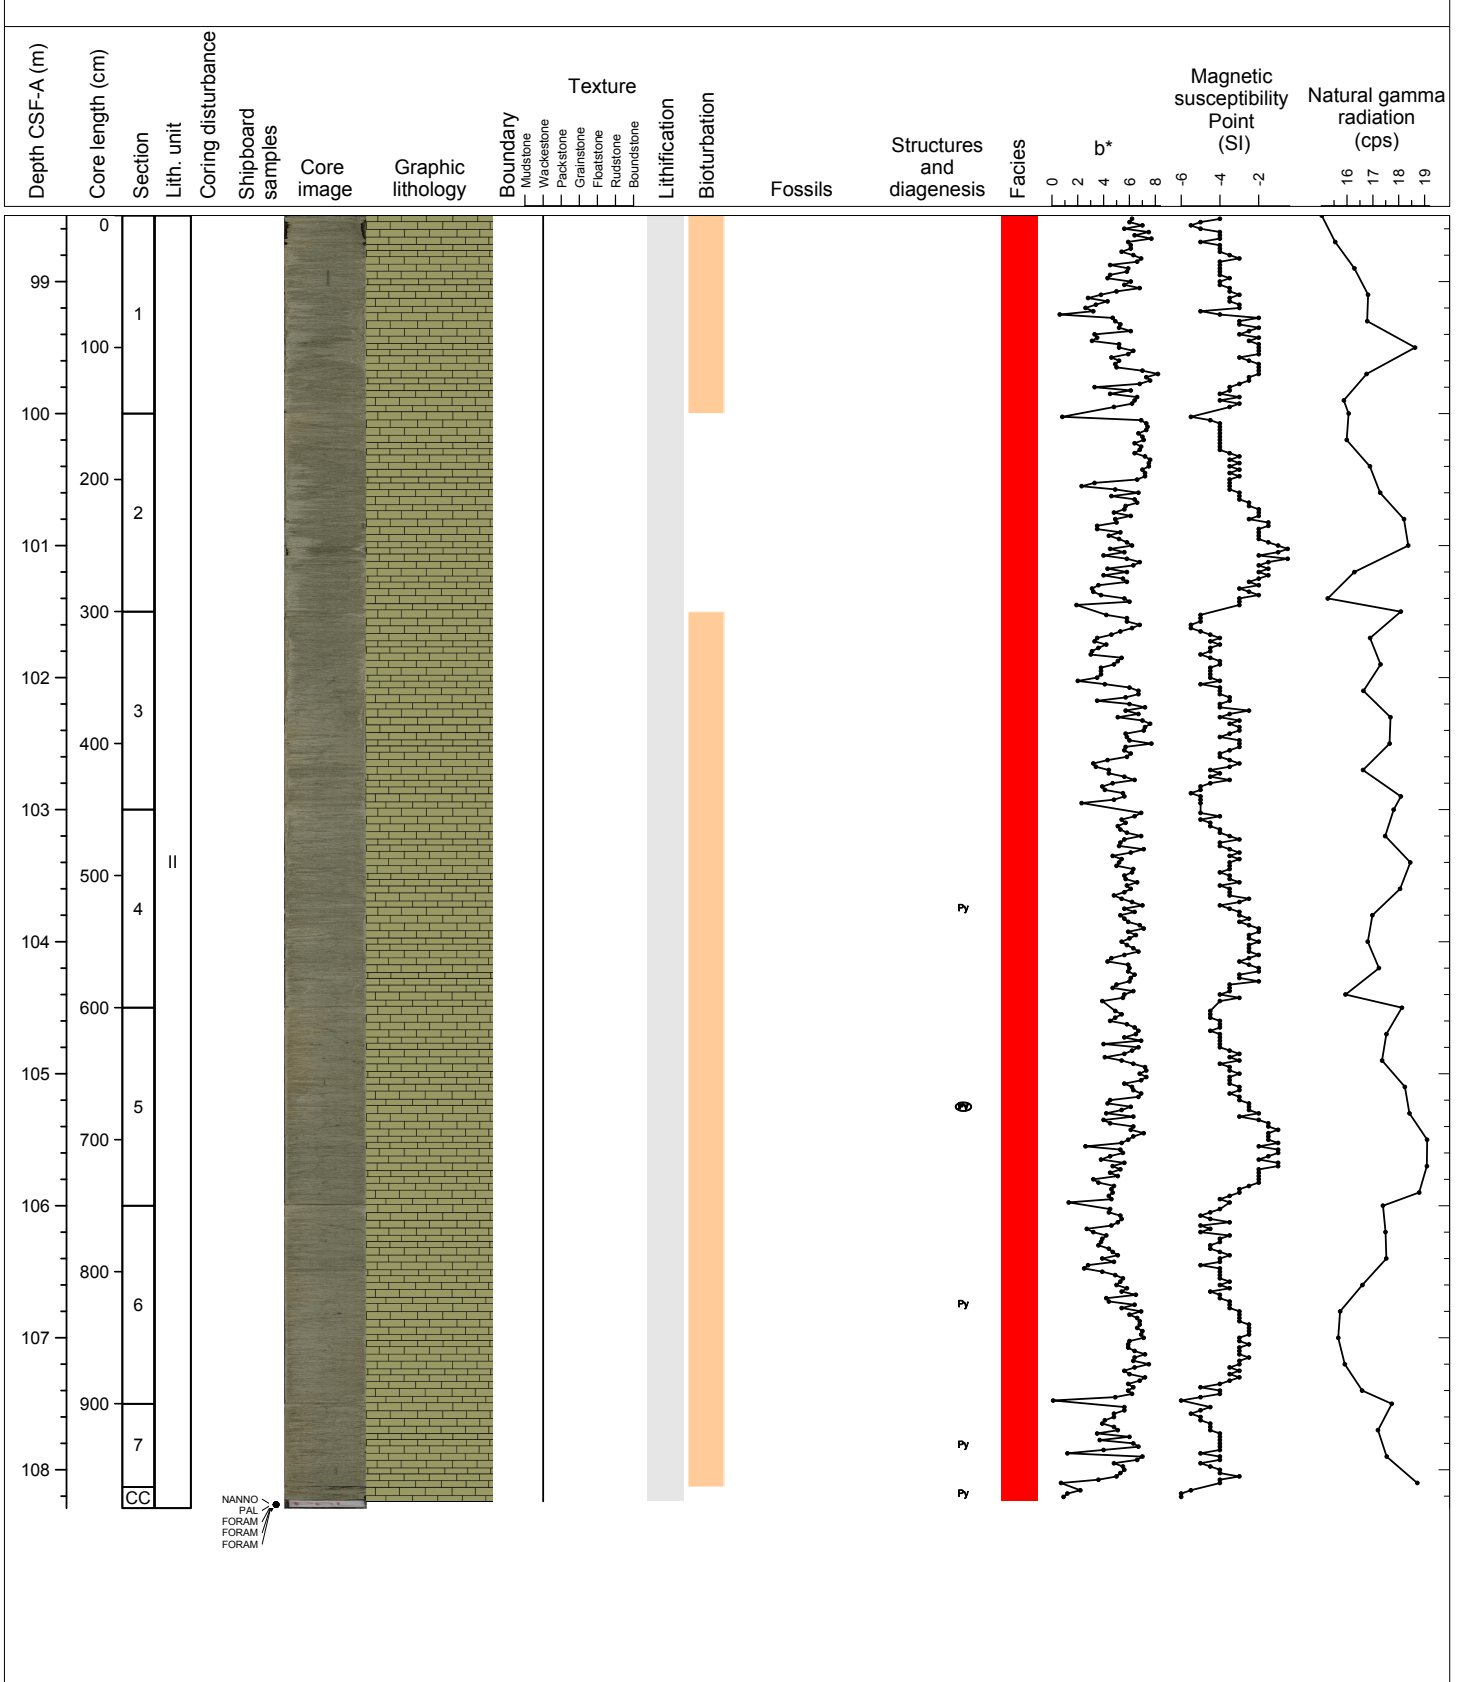 Depth CSF-A (m)
Core length (cm)
Section
Lith. unit
Coring disturbance
Shipboard
samples
Core
image
Graphic
lithology
Boundary
Texture
Mudstone
Wackestone
Packstone
Grainstone
Floatstone
Rudstone
Boundstone
Lithification
Bioturbation
Fossils
Structures
and
diagenesis
Facies
b*
0 2 4 6 8
Magnetic
susceptibility
Point
(SI)
-6 -4 -2
Natural gamma
radiation
(cps)
16 17 18 19
0
99
1
100
100
200
2
101
300
102
3
400
103
II
500
4
Py
104
600
105
5
Py
700
106
800
6
Py
107
900
7
Py
108
CC
Py
NANNO
PAL
FORAM
FORAM
FORAM